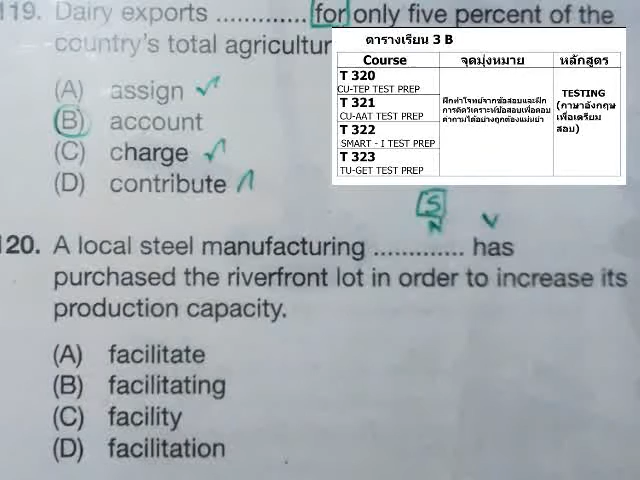 119. Dairy exports ............. for only five percent of the
country's total agricultur
(A) assign
(B) account
(C) charge
(D) contribute
ตารางเรียน 3 B
Course จุดมุ่งหมาย หลักสูตร
T 320
CU-TEP TEST PREP
T 321
CU-AAT TEST PREP
T 322
SMART - I TEST PREP
T 323
TU-GET TEST PREP
ฝึกทำโจทย์จากข้อสอบและฝึก
การคิดวิเคราะห์ข้อสอบเพื่อตอบ
คำถามได้อย่างถูกต้องแม่นยำ
TESTING
(ภาษาอังกฤษ
เพื่อเตรียม
สอบ)
S
N V
120. A local steel manufacturing ............. has
purchased the riverfront lot in order to increase its
production capacity.
(A) facilitate
(B) facilitating
(C) facility
(D) facilitation